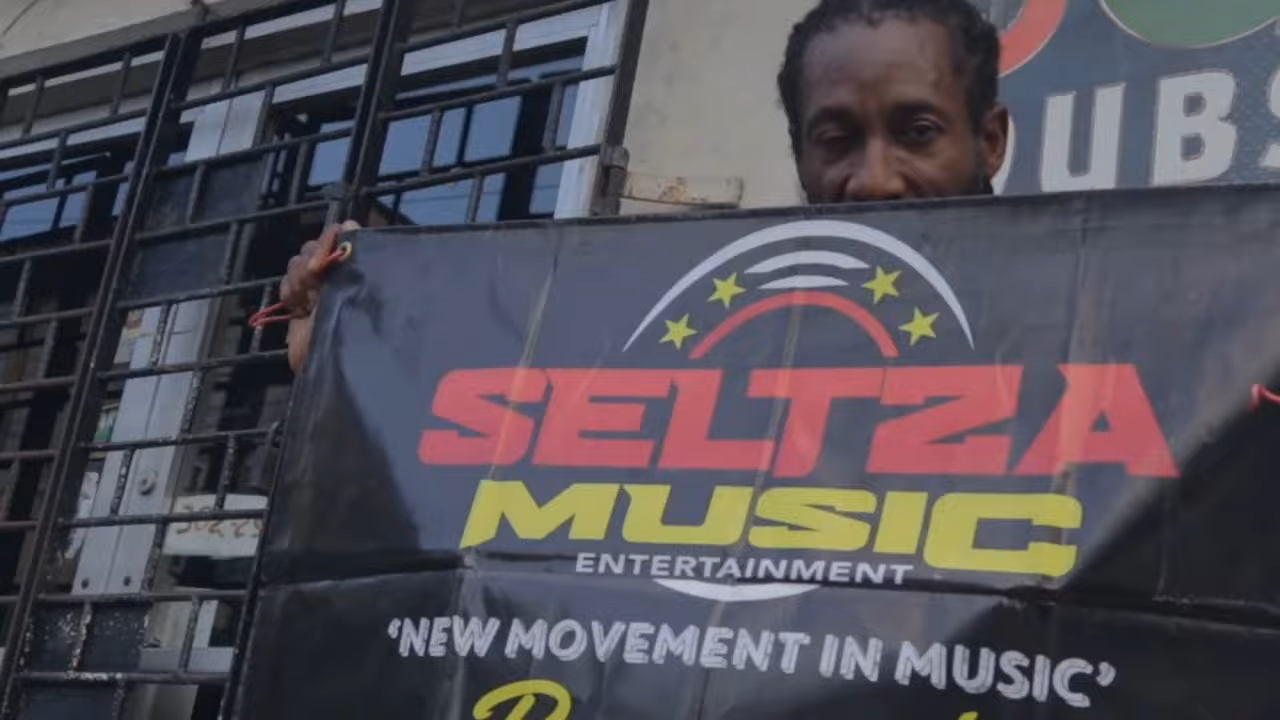 UBS
SELTZA
MUSIC
ENTERTAINMENT
‘NEW MOVEMENT IN MUSIC’